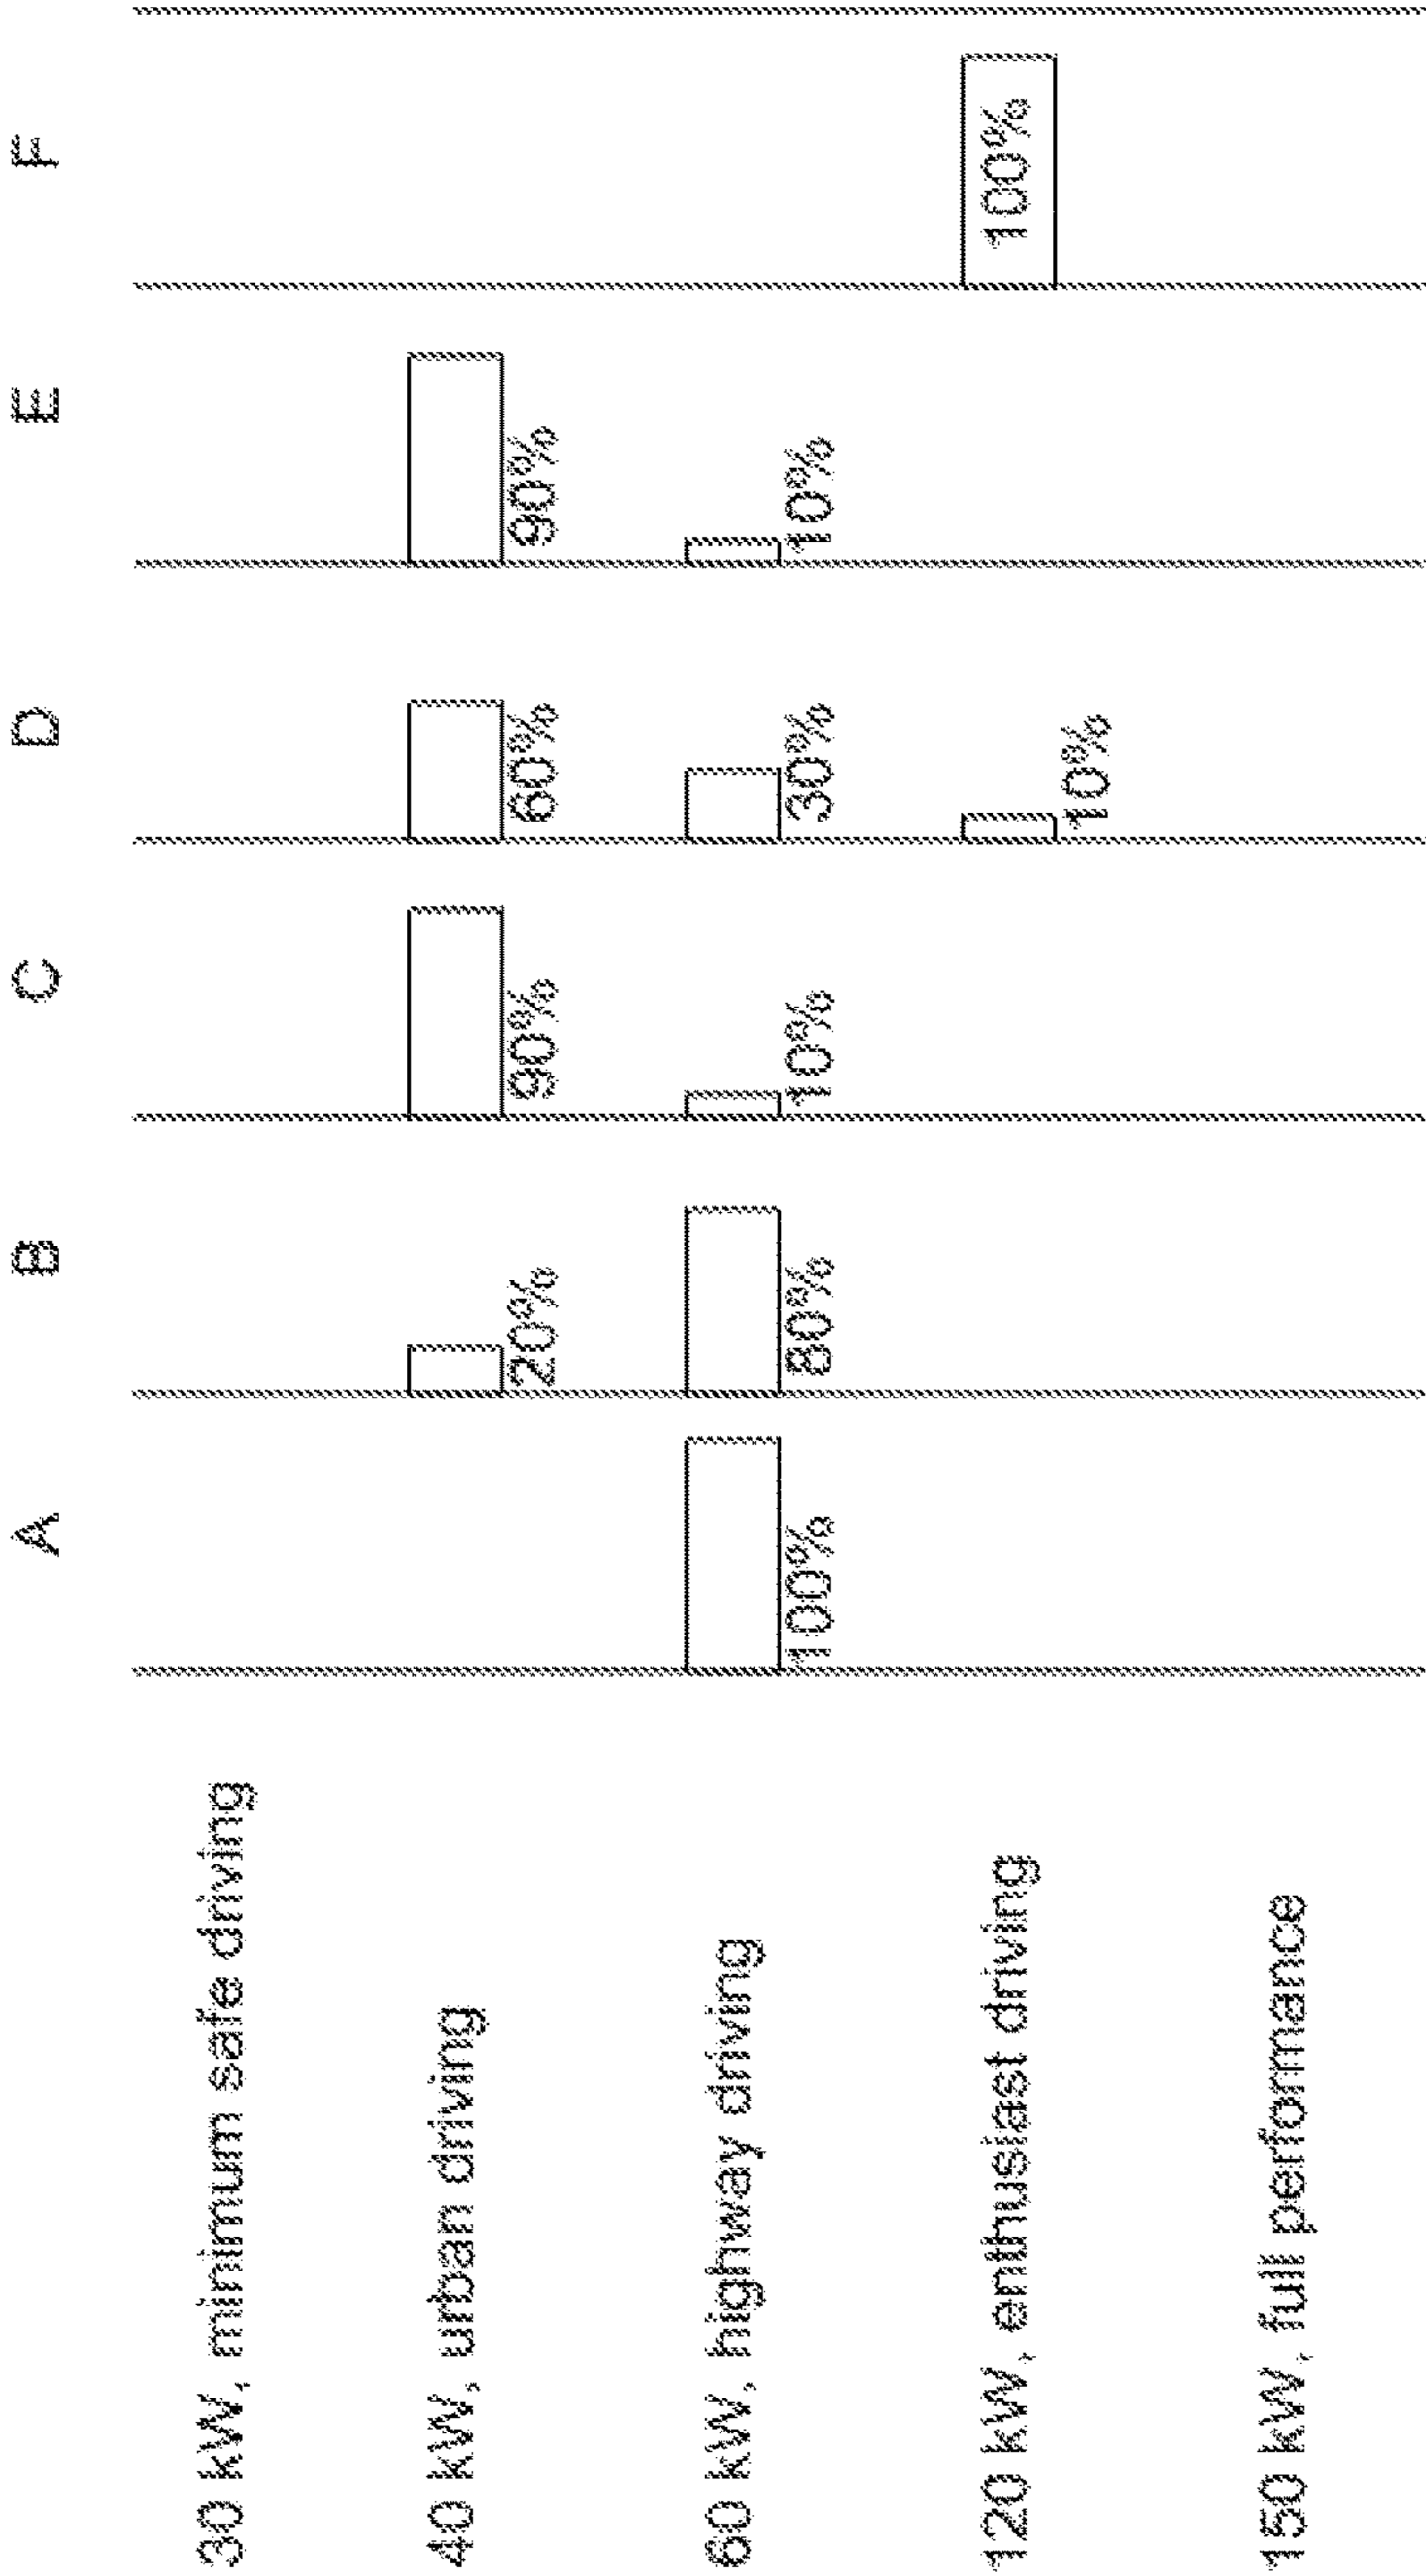 A B C D E F
30 kW, minimum safe driving
40 kW, urban driving 20% 90% 60% 90%
60 kW, highway driving 100% 80% 10% 30% 10%
120 kW, enthusiast driving 10% 100%
150 kW, full performance